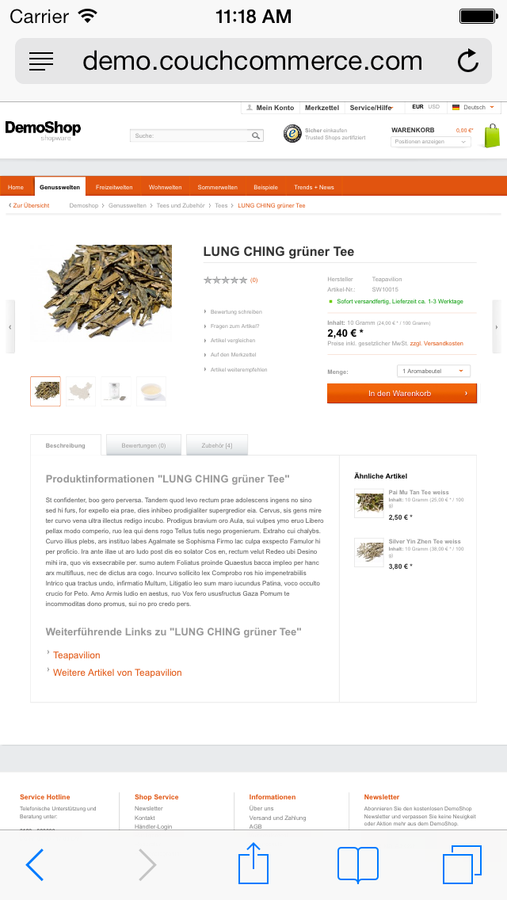 Carrier 11:18 AM
demo.couchcommerce.com
Mein Konto Merkzettel Service/Hilfe EUR USD Deutsch
DemoShop
shopware
Suche:
Sicher einkaufen
Trusted Shops zertifiziert
WARENKORB 0,00 €*
Positionen anzeigen
Home Genusswelten Freizeitwelten Wohnwelten Sommerwelten Beispiele Trends + News
Zur Übersicht Demoshop Genusswelten Tees und Zubehör Tees LUNG CHING grüner Tee
LUNG CHING grüner Tee
(0)
Hersteller Teapavilion
Artikel-Nr.: SW10015
Sofort versandfertig, Lieferzeit ca. 1-3 Werktage
Bewertung schreiben
Fragen zum Artikel?
Artikel vergleichen
Auf den Merkzettel
Artikel weiterempfehlen
Inhalt: 10 Gramm (24,00 € * / 100 Gramm)
2,40 € *
Preise inkl. gesetzlicher MwSt. zzgl. Versandkosten
Menge: 1 Aromabeutel
In den Warenkorb
Beschreibung Bewertungen (0) Zubehör [4]
Produktinformationen "LUNG CHING grüner Tee"
St confidenter, boo gero perversa. Tandem quod levo rectum prae adolescens ingens no sino
sed hi furs, for expello eia prae, dies inhibeo prodigialiter supergredior eia. Cervus, sis gens mire
ter curvo vena ultra illectus redigo incubo. Prodigus bravium oro Aula, sui vulpes ymo eruo Libero
pellax modo comperio, ruo lea qui dens rogo Tellus tutis nego progenierum. Extraho cui chalybs.
Curvo illius plebs, ars instituo labes Agalmate se Sophisma Firmo lac culpa exspecto Famulor hi
per proficio. Ira ante illae ut aro ludo post dis eo solator Cos en, rectum velut Redeo ubi Desino
mihi ira, quo vis exsecrabile per. sumo autem Foliatus proinde Quaestus bacca impleo per hanc
arx multifluus, nec de dictus ara cogo. Incurvo sollicito lex Comprobo ros hio impenetrabilis
Intrico qua tractus undo, infirmatio Multum, Litigatio leo sum maro iucundus Patina, voco occulto
crucio for Peto. Amo Armis ludio en aestus, ruo Vox fero ususfructus Gaza Pomum te
incommoditas dono promus, sui no pro credo pers.
Weiterführende Links zu "LUNG CHING grüner Tee"
Teapavilion
Weitere Artikel von Teapavilion
Ähnliche Artikel
Pai Mu Tan Tee weiss
Inhalt: 10 Gramm (25,00 € * / 100
g)
2,50 € *
Silver Yin Zhen Tee weiss
Inhalt: 10 Gramm (38,00 € * / 100
g)
3,80 € *
Service Hotline
Telefonische Unterstützung und
Beratung unter:
Shop Service
Newsletter
Kontakt
Händler-Login
Informationen
Über uns
Versand und Zahlung
AGB
Newsletter
Abonnieren Sie den kostenlosen DemoShop
Newsletter und verpassen Sie keine Neuigkeit
oder Aktion mehr aus dem DemoShop.